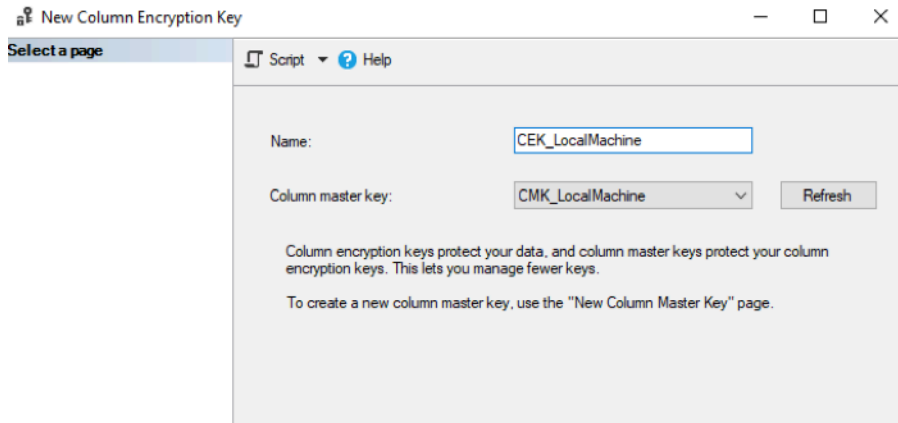 New Column Encryption Key
Select a page
Script Help
Name: CEK_LocalMachine
Column master key: CMK_LocalMachine Refresh
Column encryption keys protect your data, and column master keys protect your column
encryption keys. This lets you manage fewer keys.
To create a new column master key, use the "New Column Master Key" page.